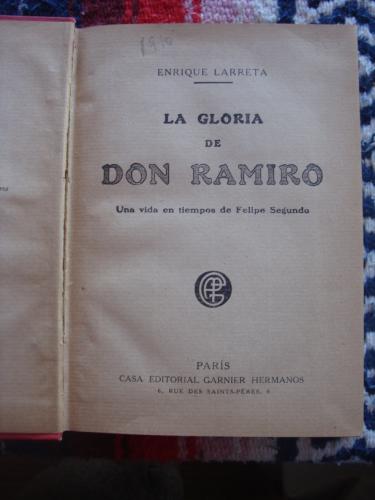 1910
ENRIQUE LARRETA
LA GLORIA
DE
DON RAMIRO
Una vida en tiempos de Felipe Segundo
PARÍS
CASA EDITORIAL GARNIER HERMANOS
6, RUE DES SAINTS-PÈRES, 6